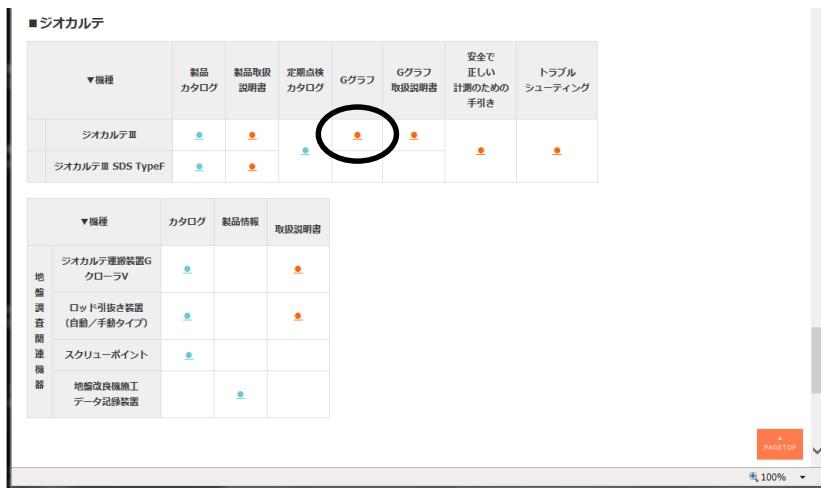 ■ジオカルテ
▼機種 製品カタログ 製品取扱説明書 定期点検カタログ Gグラフ Gグラフ取扱説明書 安全で正しい計測のための手引き トラブルシューティング
ジオカルテⅢ ● ● ● ● ● ● ●
ジオカルテⅢ SDS TypeF ● ●
▼機種 カタログ 製品情報 取扱説明書
地盤調査関連機器
ジオカルテ運搬装置GクローラV ● ●
ロッド引抜き装置（自動／手動タイプ） ● ●
スクリューポイント ●
地盤改良機施工データ記録装置 ●
▲
PAGETOP
100%